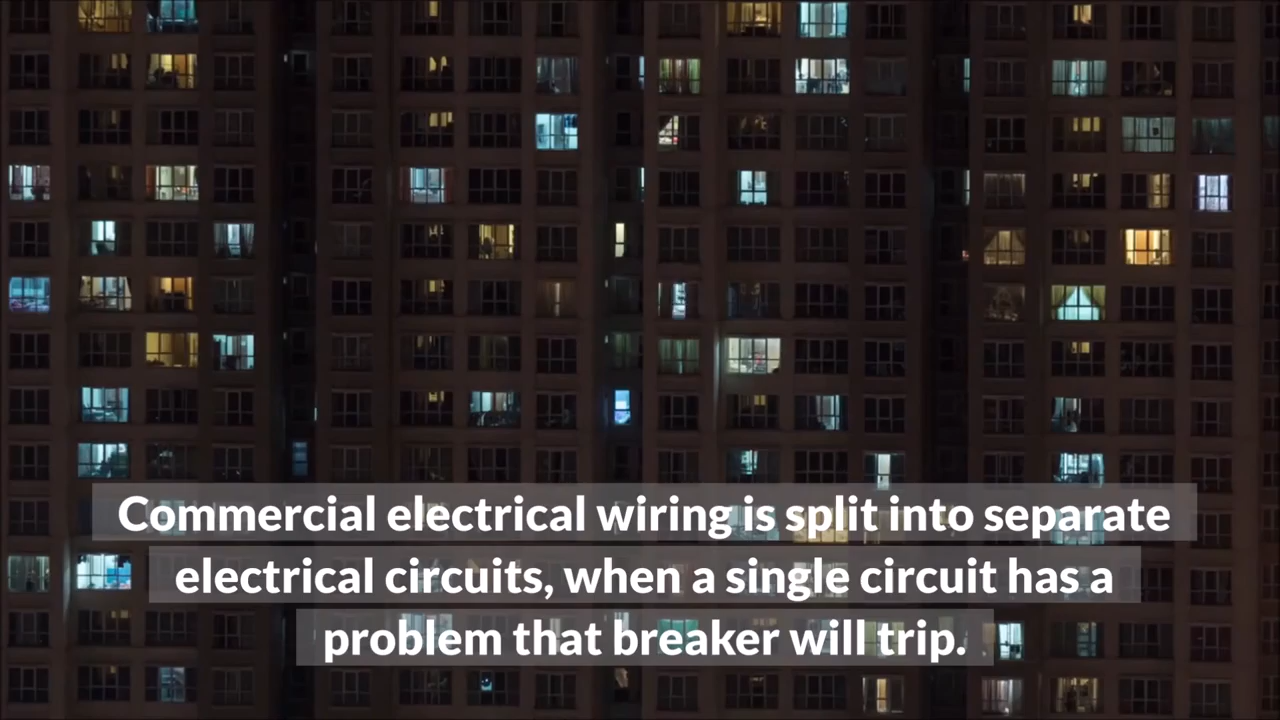 Commercial electrical wiring is split into separate
electrical circuits, when a single circuit has a
problem that breaker will trip.